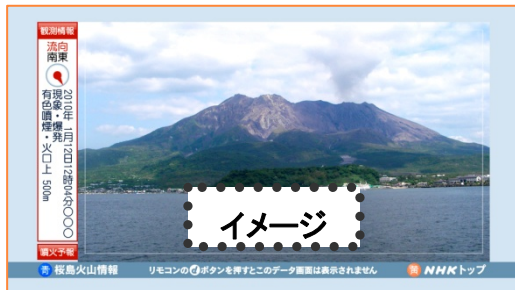 観測情報
流向
南東
2010年 1月12日12時04分〇〇〇
現象・爆発
有色噴煙・火口上 500m
噴火予報
イメージ
青 桜島火山情報
リモコンのdボタンを押すとこのデータ画面は表示されません
NHKトップ